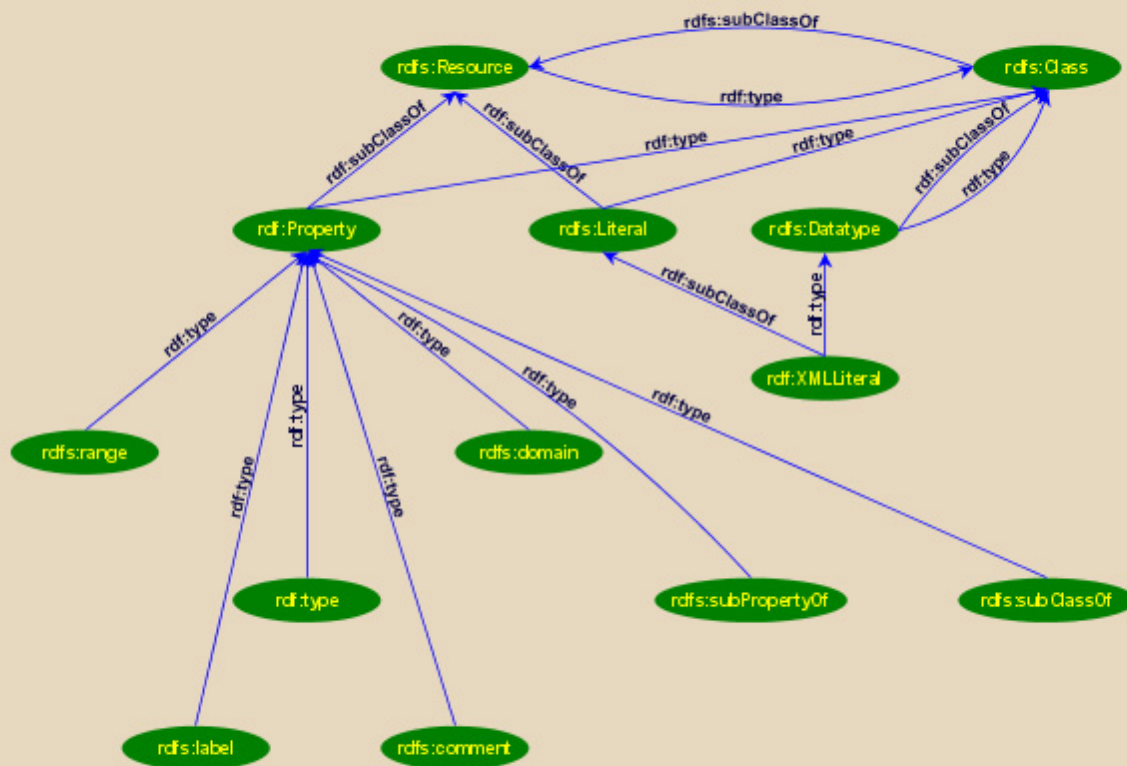 rdfs:subClassOf
rdfs:Resource
rdfs:Class
rdf:type
rdf:subClassOf
rdf:subClassOf
rdf:type
rdf:type
rdf:subClassOf
rdf:type
rdf:Property
rdfs:Literal
rdfs:Datatype
rdf:subClassOf
rdf:type
rdf:type
rdf:type
rdf:XMLLiteral
rdf:type
rdf:type
rdf:type
rdfs:range
rdfs:domain
rdf:type
rdf:type
rdf:type
rdfs:subPropertyOf
rdfs:subClassOf
rdfs:label
rdfs:comment